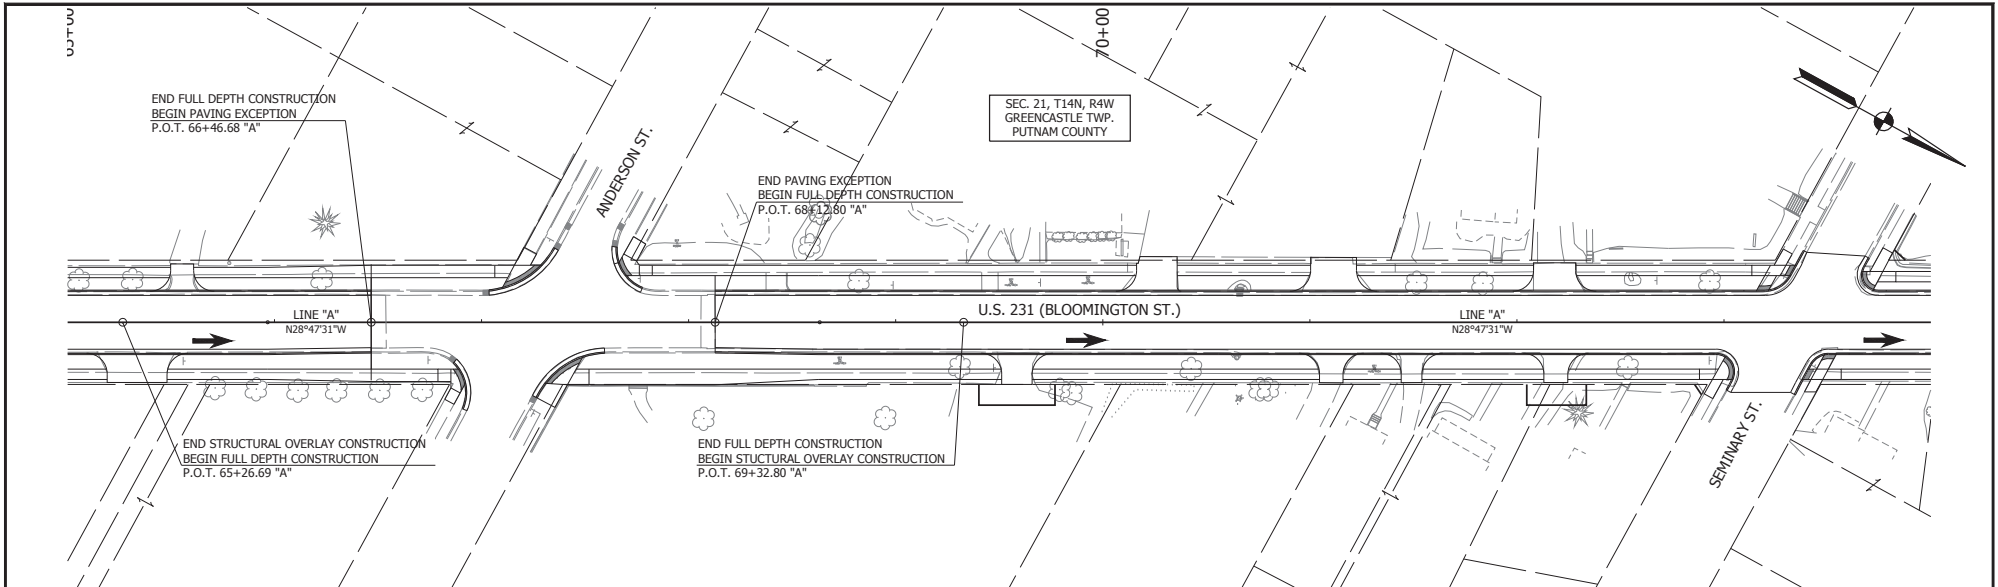 70+00
END FULL DEPTH CONSTRUCTION
BEGIN PAVING EXCEPTION
P.O.T. 66+46.68 "A"
SEC. 21, T14N, R4W
GREENCASTLE TWP.
PUTNAM COUNTY
ANDERSON ST.
END PAVING EXCEPTION
BEGIN FULL DEPTH CONSTRUCTION
P.O.T. 68+12.80 "A"
LINE "A"
N28°47'31"W
U.S. 231 (BLOOMINGTON ST.)
LINE "A"
N28°47'31"W
END STRUCTURAL OVERLAY CONSTRUCTION
BEGIN FULL DEPTH CONSTRUCTION
P.O.T. 65+26.69 "A"
END FULL DEPTH CONSTRUCTION
BEGIN STUCTURAL OVERLAY CONSTRUCTION
P.O.T. 69+32.80 "A"
SEMINARY ST.